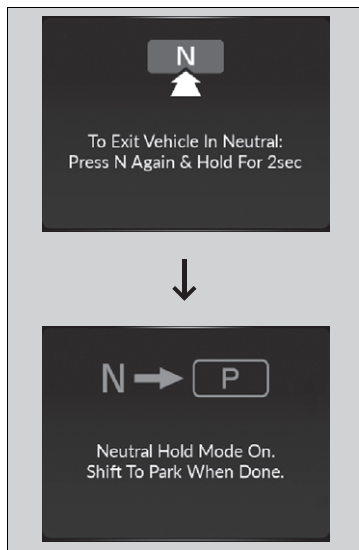 N
To Exit Vehicle In Neutral:
Press N Again & Hold For 2sec
N P
Neutral Hold Mode On.
Shift To Park When Done.